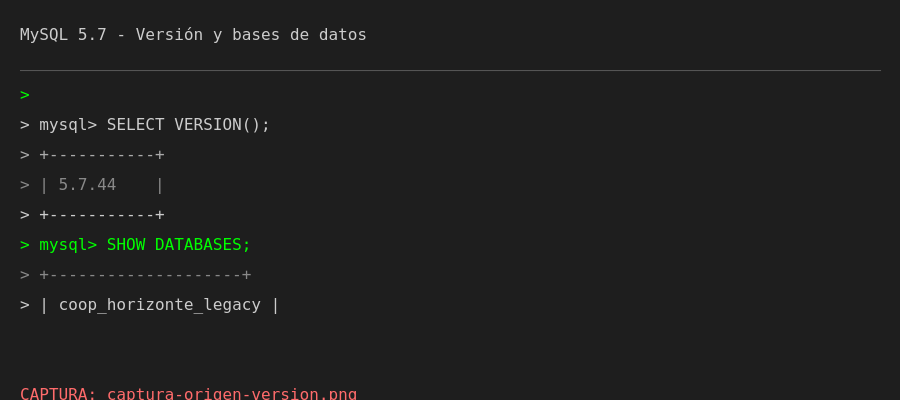 MySQL 5.7 - Versión y bases de datos
>
> mysql> SELECT VERSION();
> +-----------+
> | 5.7.44    |
> +-----------+
> mysql> SHOW DATABASES;
> +--------------------+
> | coop_horizonte_legacy |
CAPTURA: captura-origen-version.png